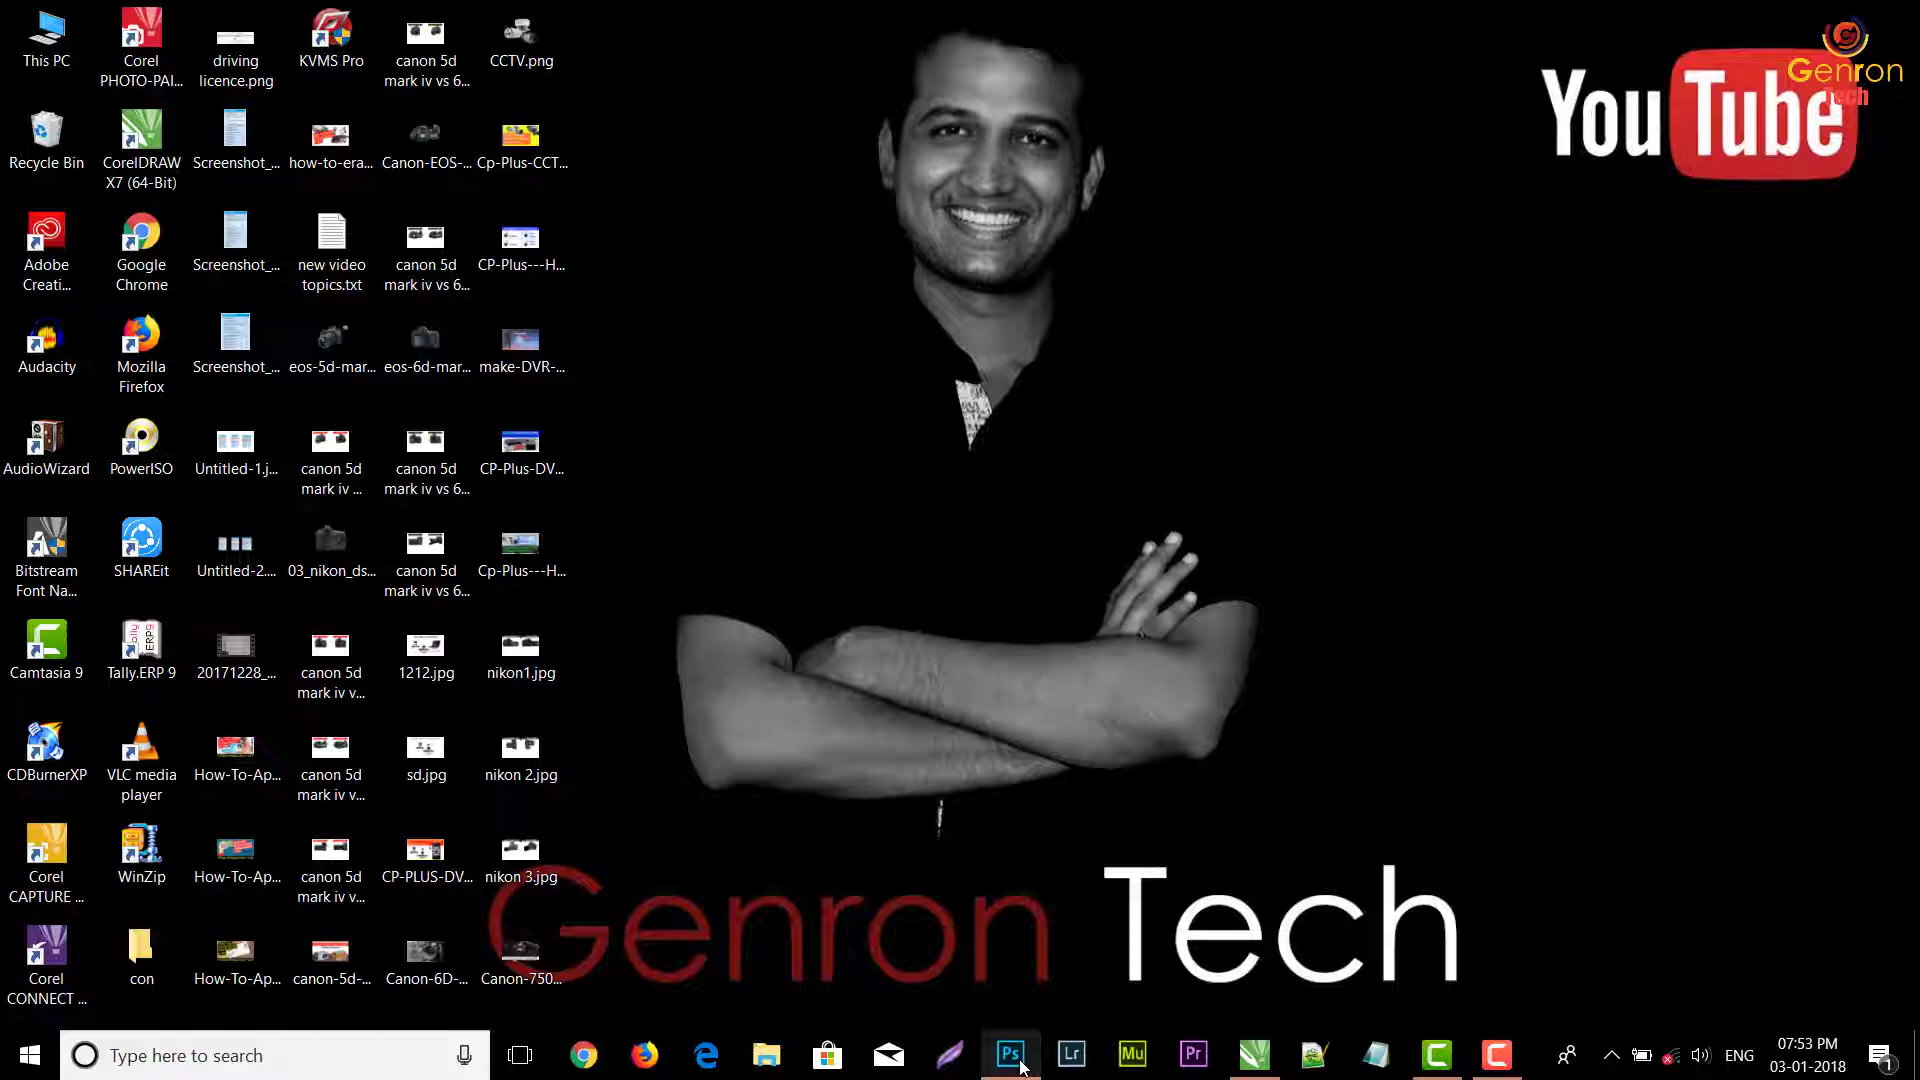 This PC
Recycle Bin
Adobe
Creati...
Audacity
AudioWizard
Bitstream
Font Na...
Camtasia 9
CDBurnerXP
Corel
CAPTURE ...
Corel
CONNECT ...
Corel
PHOTO-PAI...
CorelDRAW
X7 (64-Bit)
Google
Chrome
Mozilla
Firefox
PowerISO
SHAREit
Tally.ERP 9
VLC media
player
WinZip
con
driving
licence.png
Screenshot_...
Screenshot_...
Screenshot_...
Untitled-1.j...
Untitled-2....
20171228_...
How-To-Ap...
How-To-Ap...
How-To-Ap...
KVMS Pro
how-to-era...
new video
topics.txt
eos-5d-mar...
canon 5d
mark iv ...
03_nikon_ds...
canon 5d
mark iv v...
canon 5d
mark iv v...
canon 5d
mark iv v...
canon-5d-...
canon 5d
mark iv vs 6...
Canon-EOS-...
canon 5d
mark iv vs 6...
eos-6d-mar...
canon 5d
mark iv vs 6...
canon 5d
mark iv vs 6...
1212.jpg
sd.jpg
CP-PLUS-DV...
Canon-6D-...
CCTV.png
Cp-Plus-CCT...
CP-Plus---H...
make-DVR-...
CP-Plus-DV...
Cp-Plus---H...
nikon1.jpg
nikon 2.jpg
nikon 3.jpg
Canon-750...
YouTube
Genron
Tech
Genron Tech
Type here to search
Ps
Lr
Mu
Pr
ENG
07:53 PM
03-01-2018
1